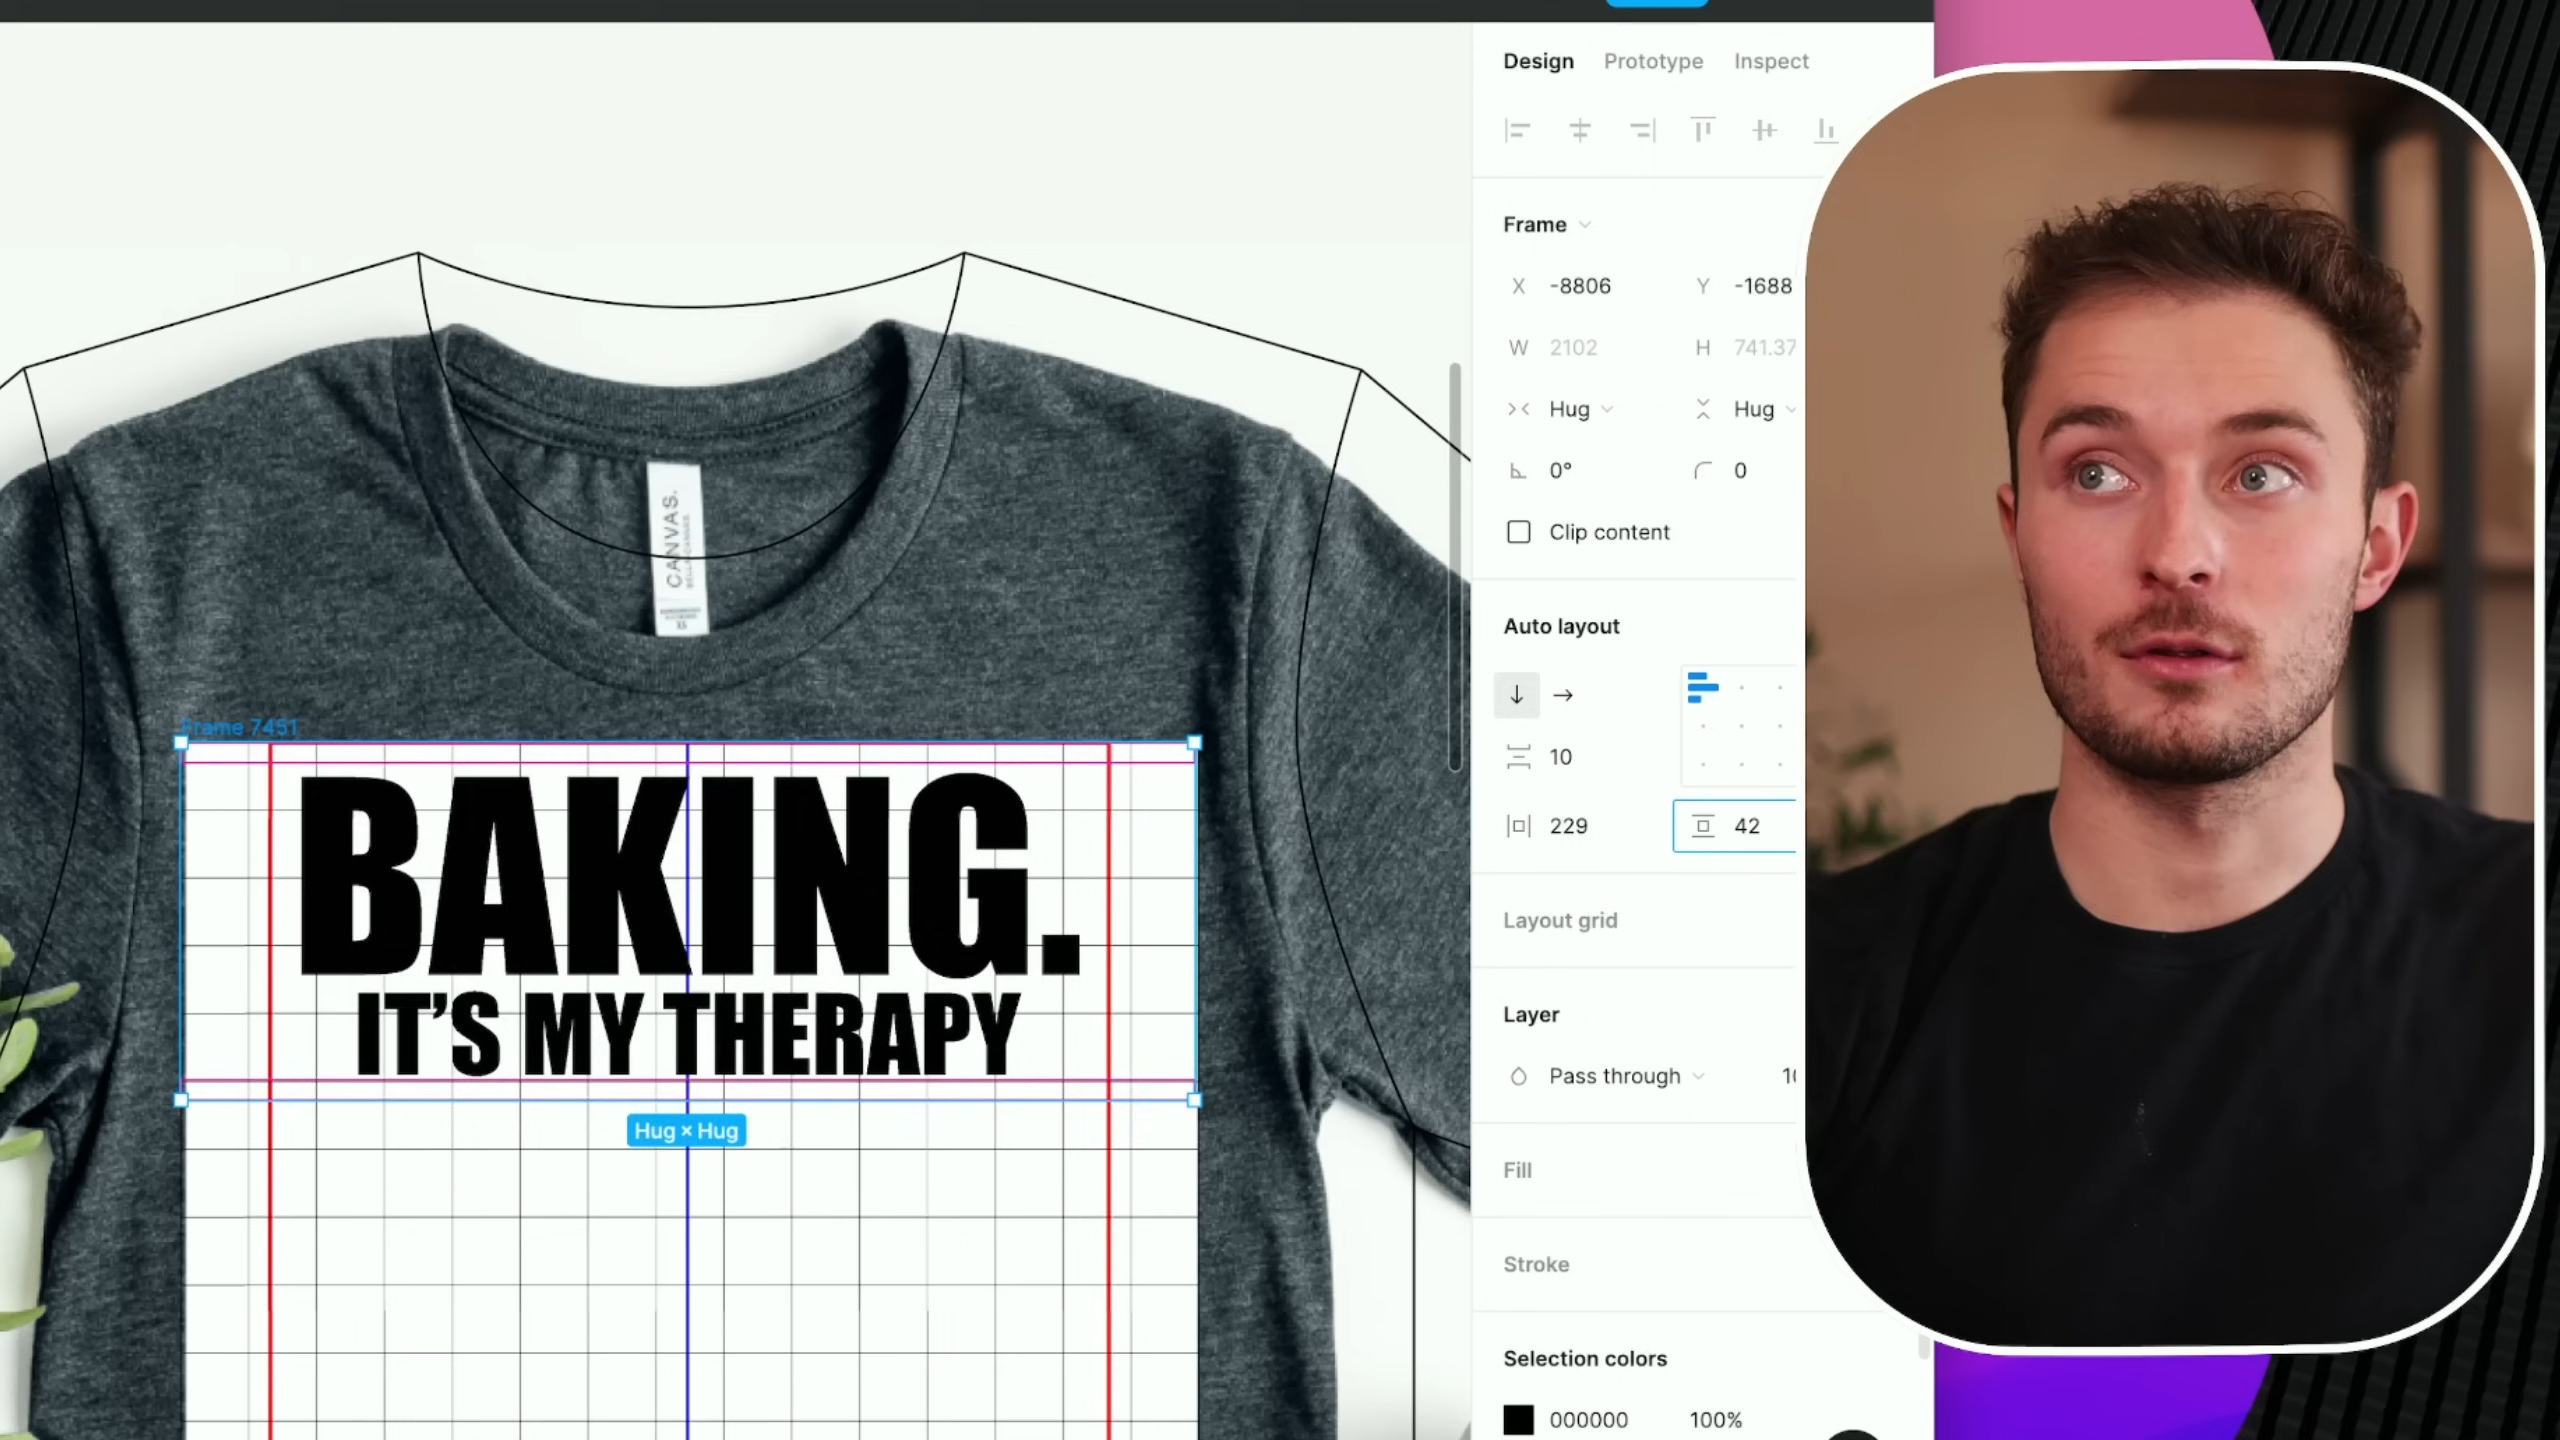 Design Prototype Inspect
Frame
X -8806 Y -1688
W 2102 H 741.37
Hug Hug
0° 0
Clip content
Auto layout
10
229 42
Layout grid
Layer
Pass through
Fill
Stroke
Selection colors
000000 100%
CANVAS.
XS
Frame 7451
BAKING.
IT’S MY THERAPY
Hug × Hug